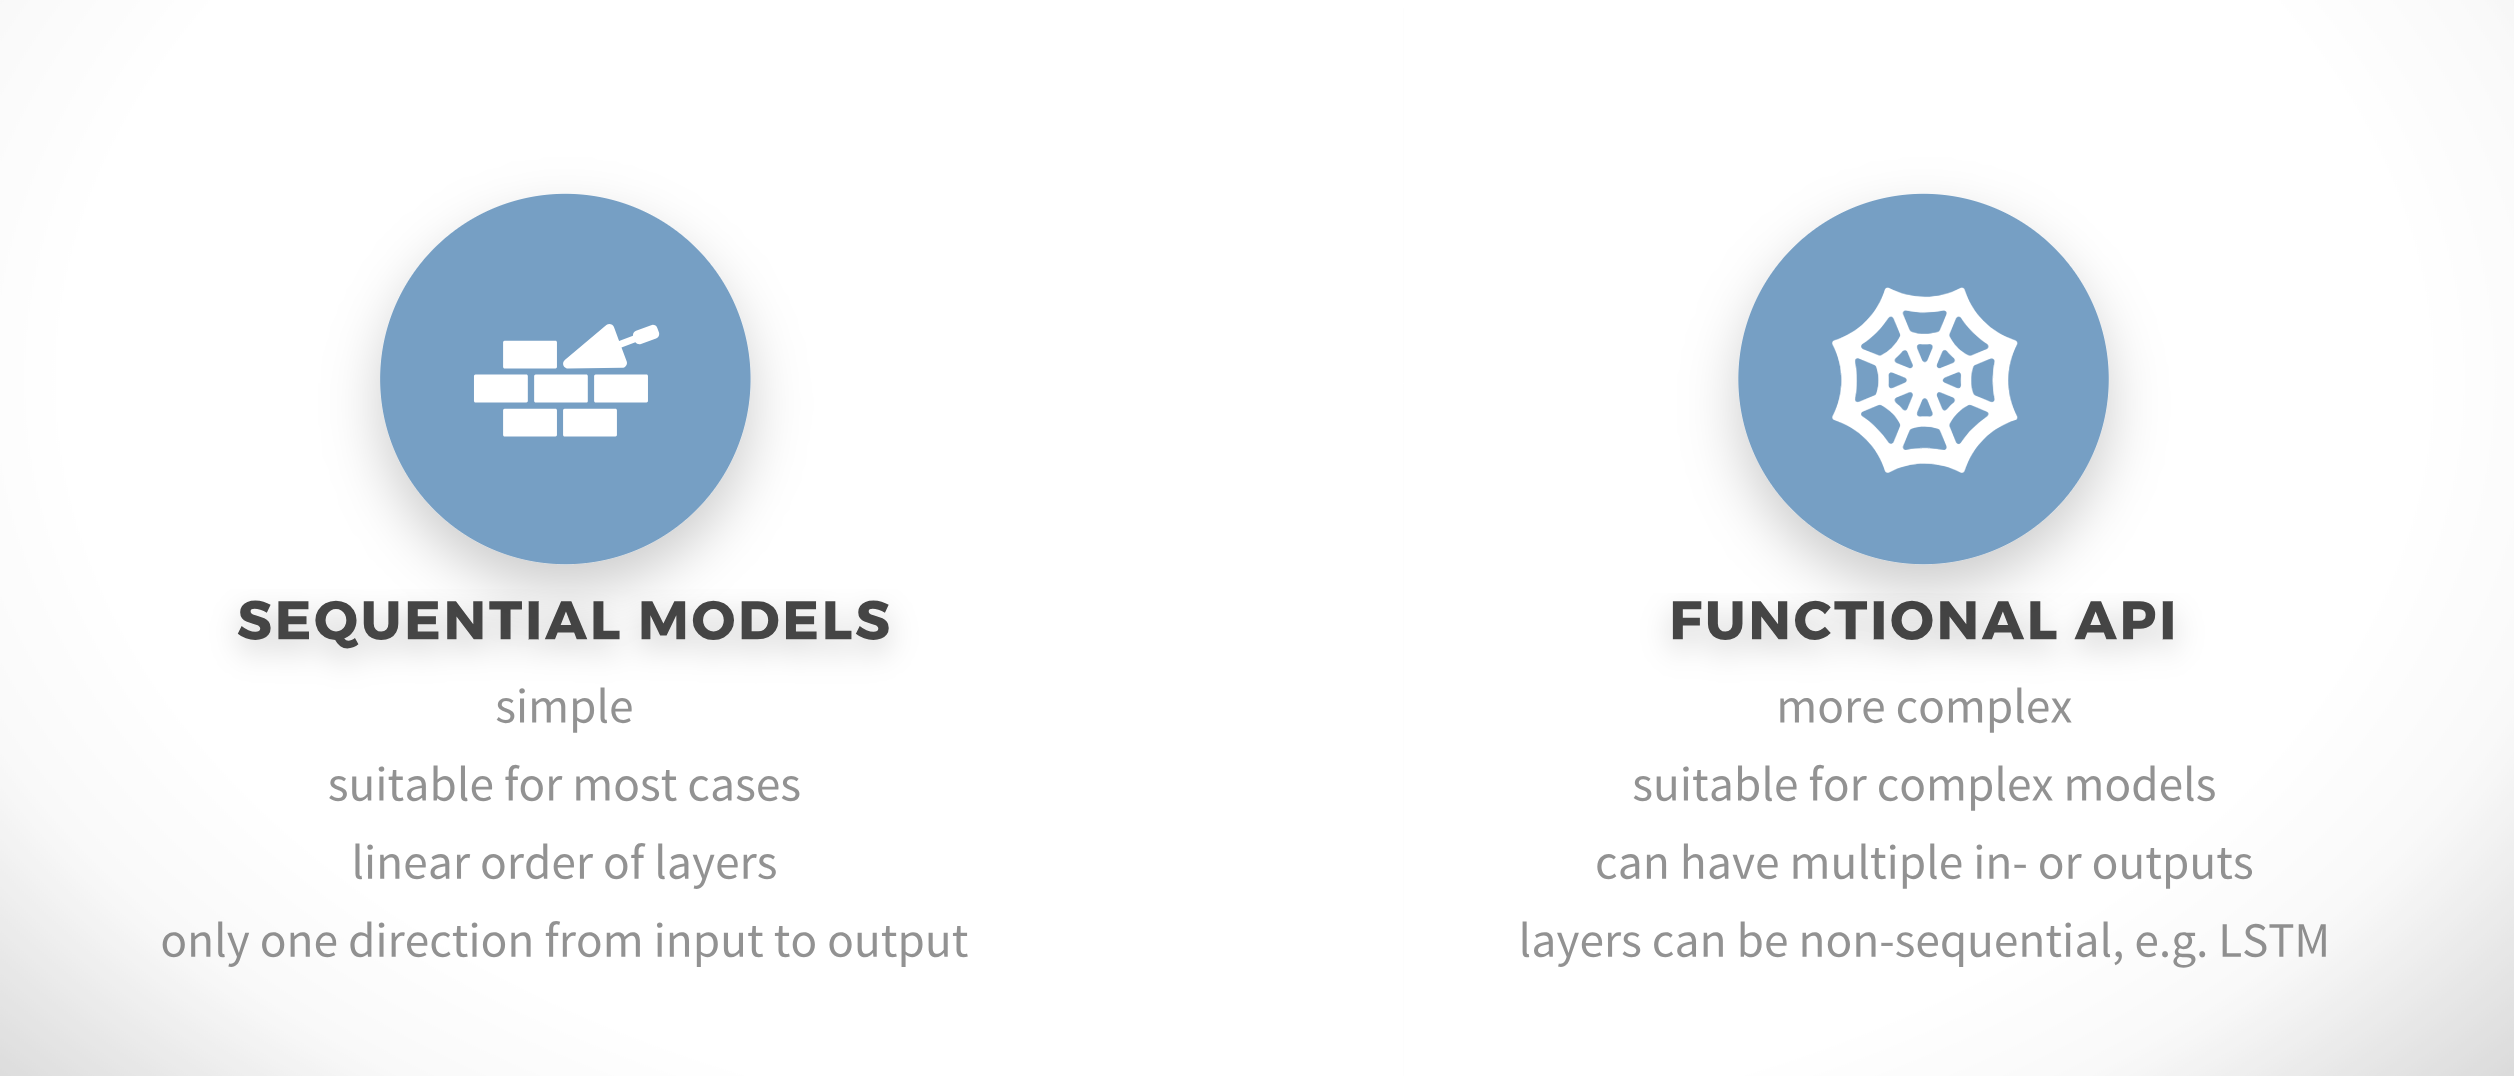 SEQUENTIAL MODELS
simple
suitable for most cases
linear order of layers
only one direction from input to output
FUNCTIONAL API
more complex
suitable for complex models
can have multiple in- or outputs
layers can be non-sequential, e.g. LSTM